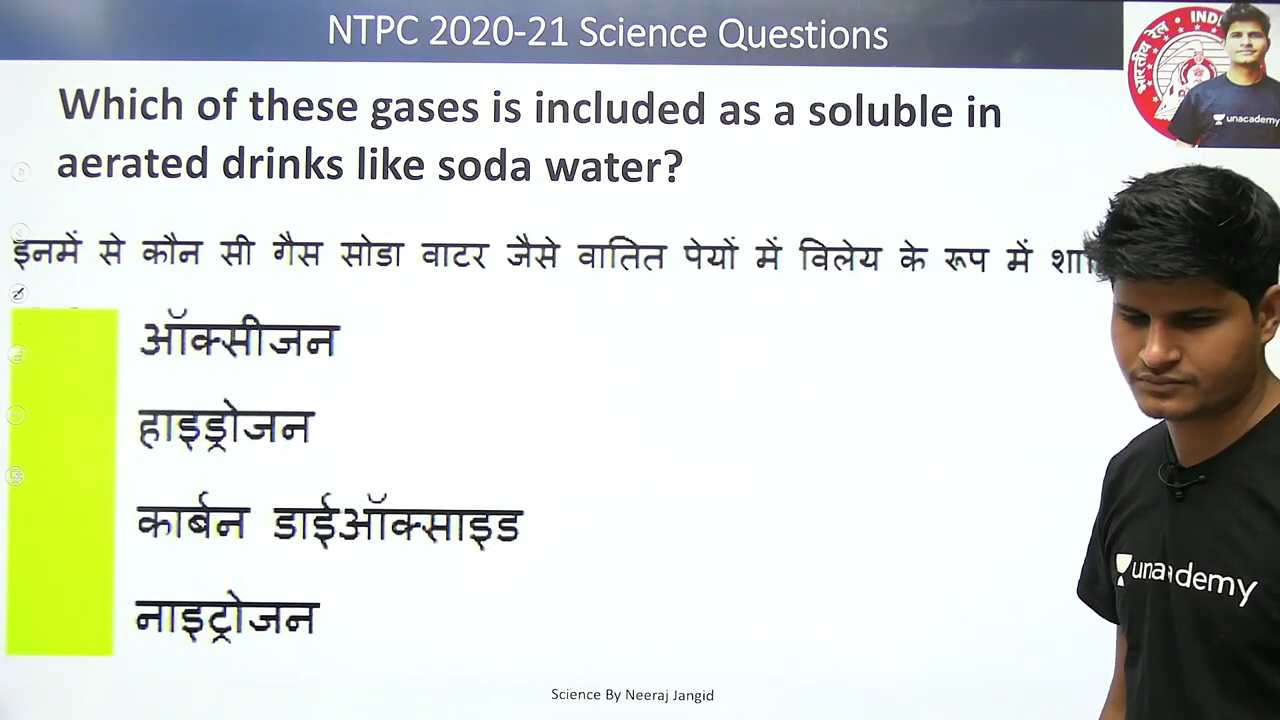 NTPC 2020-21 Science Questions
Which of these gases is included as a soluble in
aerated drinks like soda water?
इनमें से कौन सी गैस सोडा वाटर जैसे वातित पेयों में विलेय के रूप में
ऑक्सीजन
हाइड्रोजन
कार्बन डाईऑक्साइड
नाइट्रोजन
Science By Neeraj Jangid
भारतीय रेल
unacademy
unacademy